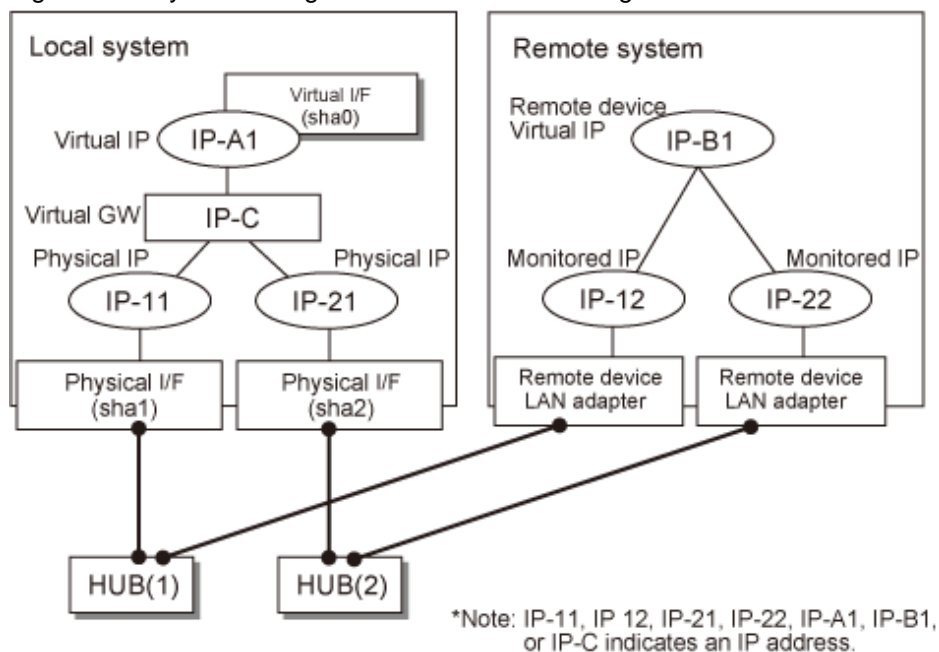 Local system
Virtual I/F
(sha0)
Virtual IP
IP-A1
Virtual GW
IP-C
Physical IP
Physical IP
IP-11
IP-21
Physical I/F
(sha1)
Physical I/F
(sha2)
Remote system
Remote device
Virtual IP
IP-B1
Monitored IP
Monitored IP
IP-12
IP-22
Remote device
LAN adapter
Remote device
LAN adapter
HUB(1)
HUB(2)
*Note: IP-11, IP 12, IP-21, IP-22, IP-A1, IP-B1,
or IP-C indicates an IP address.